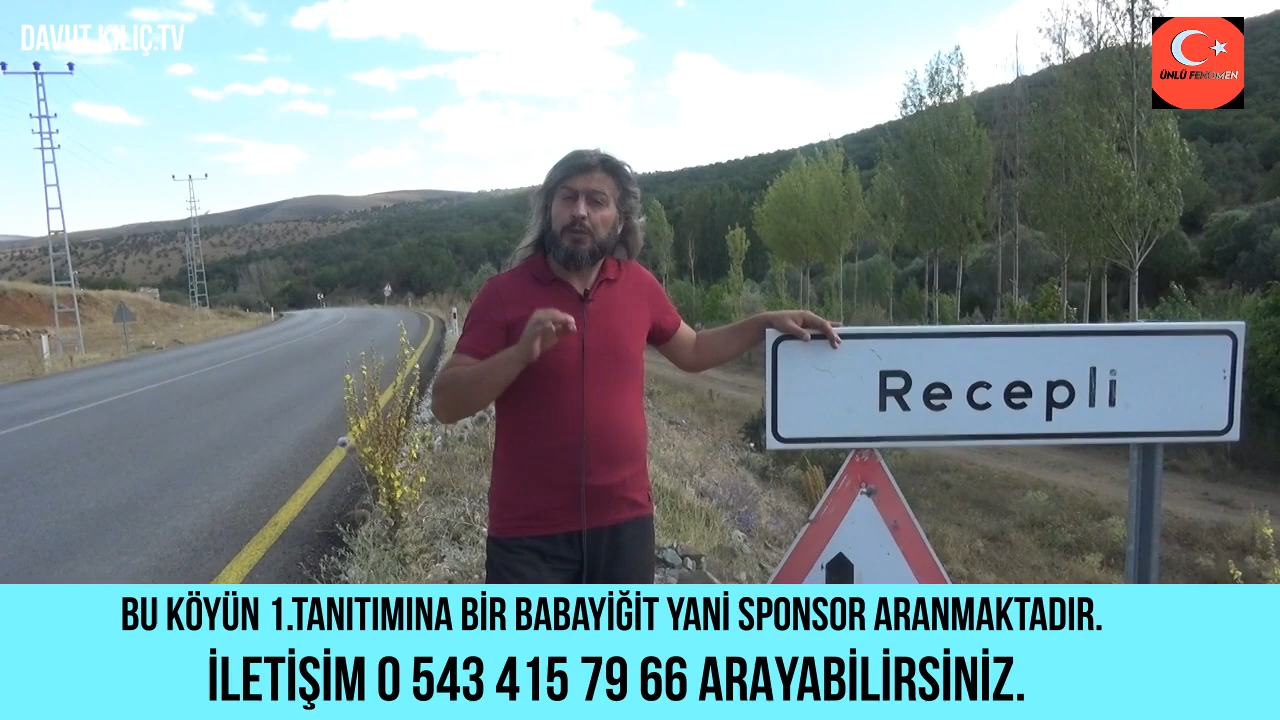 DAVUT KILIÇ.TV
ÜNLÜ FENOMEN
Recepli
BU KÖYÜN 1.TANITIMINA BİR BABAYİĞİT YANİ SPONSOR ARANMAKTADIR.
İLETİŞİM 0 543 415 79 66 ARAYABİLİRSİNİZ.